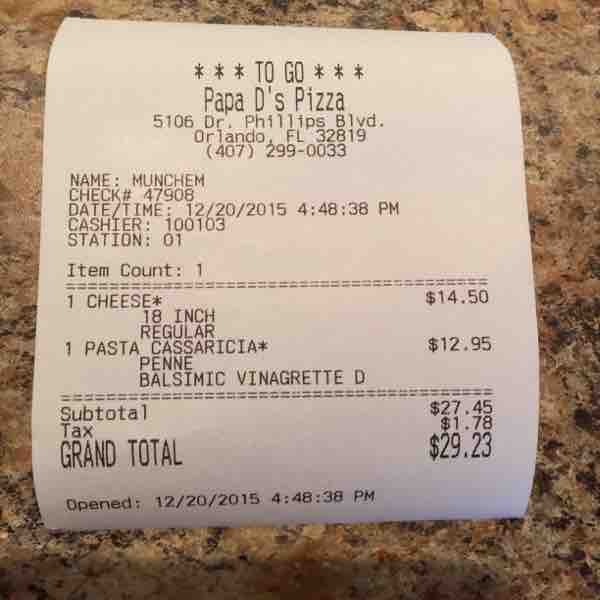 *** TO GO ***
Papa D's Pizza
5106 Dr. Phillips Blvd.
Orlando, FL 32819
(407) 299-0033
NAME: MUNCHEM
CHECK# 47908
DATE/TIME: 12/20/2015 4:48:38 PM
CASHIER: 100103
STATION: 01
Item Count: 1
1 CHEESE* $14.50
18 INCH
REGULAR
1 PASTA CASSARICIA* $12.95
PENNE
BALSIMIC VINAGRETTE D
Subtotal $27.45
Tax $1.78
GRAND TOTAL $29.23
Opened: 12/20/2015 4:48:38 PM